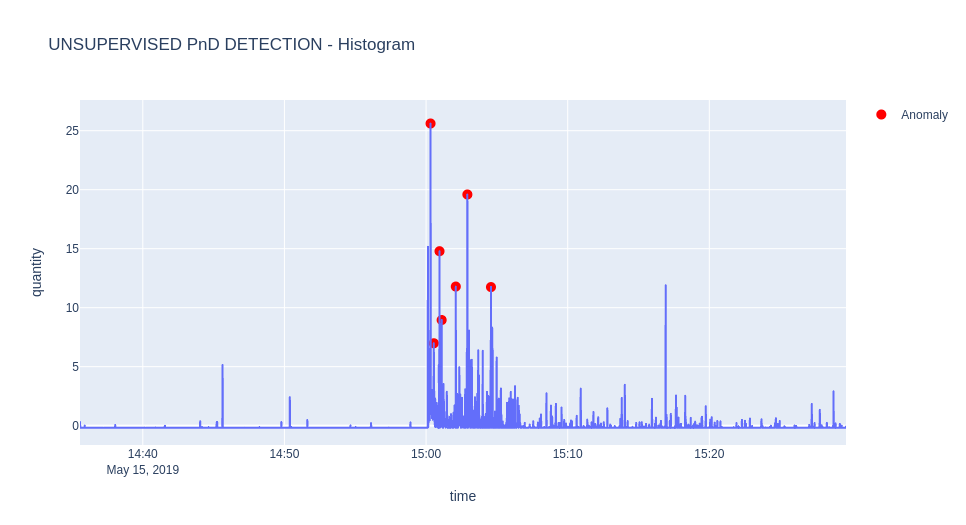 UNSUPERVISED PnD DETECTION - Histogram
Anomaly
25
20
15
10
5
0
quantity
14:40
14:50
15:00
15:10
15:20
May 15, 2019
time